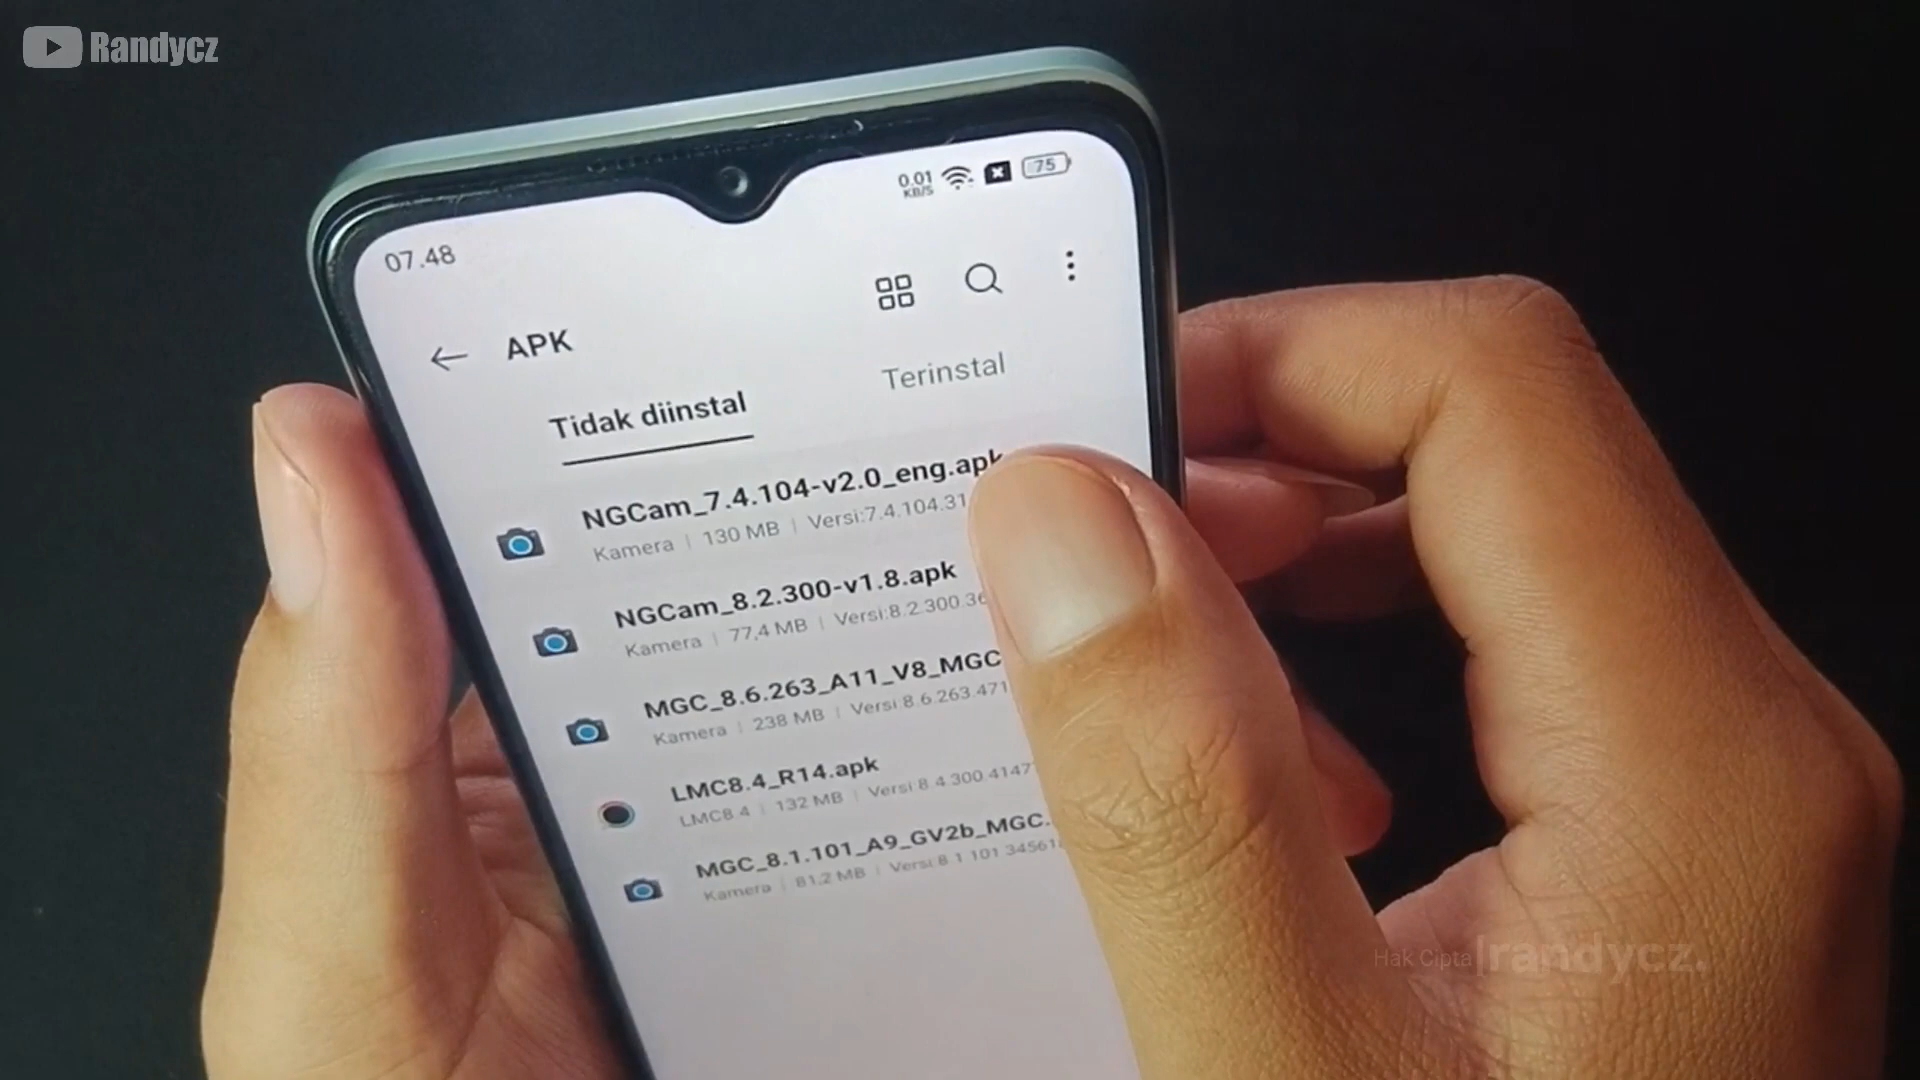 Randycz
0.01
KB/S
75
07.48
APK
Tidak diinstal
Terinstal
NGCam_7.4.104-v2.0_eng.apk
Kamera | 130 MB | Versi:7.4.104.31
NGCam_8.2.300-v1.8.apk
Kamera | 77,4 MB | Versi:8.2.300.36
MGC_8.6.263_A11_V8_MGC
Kamera | 238 MB | Versi:8.6.263.471
LMC8.4_R14.apk
LMC8.4 | 132 MB | Versi:8.4.300.4147
MGC_8.1.101_A9_GV2b_MGC.
Kamera | 81,2 MB | Versi:8.1.101.34561
Hak Cipta|randycz.